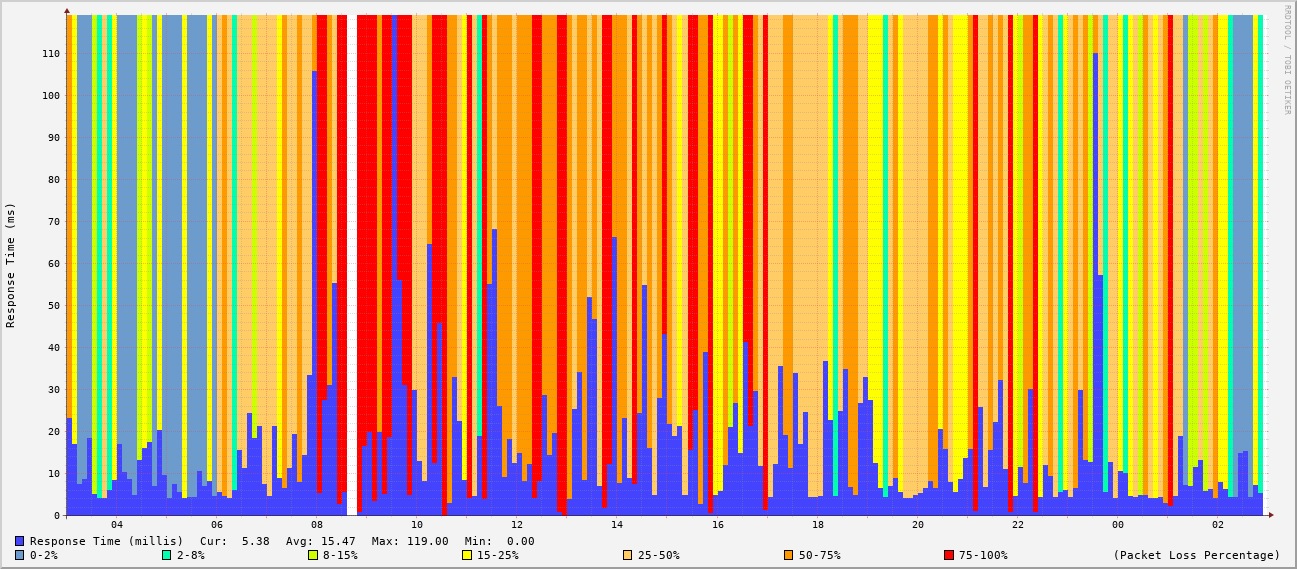 RRDTOOL / TOBI OETIKER
Response Time (ms)
110
100
90
80
70
60
50
40
30
20
10
0
04 06 08 10 12 14 16 18 20 22 00 02
Response Time (millis) Cur: 5.38 Avg: 15.47 Max: 119.00 Min: 0.00
0-2% 2-8% 8-15% 15-25% 25-50% 50-75% 75-100% (Packet Loss Percentage)